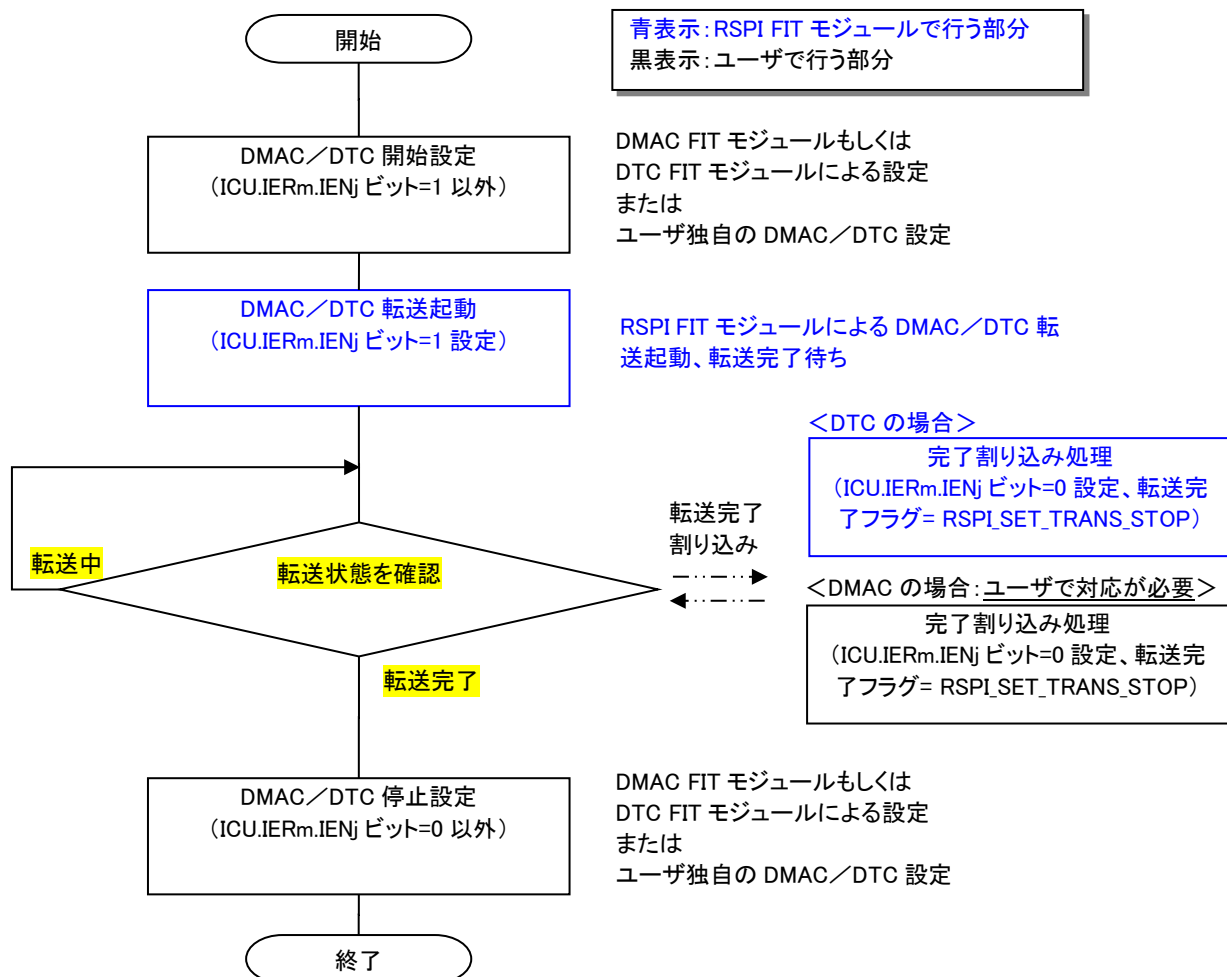 開始
青表示：RSPI FIT モジュールで行う部分
黒表示：ユーザで行う部分
DMAC／DTC 開始設定
（ICU.IERm.IENj ビット=1 以外）
DMAC FIT モジュールもしくは
DTC FIT モジュールによる設定
または
ユーザ独自の DMAC／DTC 設定
DMAC／DTC 転送起動
（ICU.IERm.IENj ビット=1 設定）
RSPI FIT モジュールによる DMAC／DTC 転
送起動、転送完了待ち
＜DTC の場合＞
完了割り込み処理
（ICU.IERm.IENj ビット=0 設定、転送完
了フラグ= RSPI_SET_TRANS_STOP）
転送完了
割り込み
転送中
転送状態を確認
＜DMAC の場合：ユーザで対応が必要＞
完了割り込み処理
（ICU.IERm.IENj ビット=0 設定、転送完
了フラグ= RSPI_SET_TRANS_STOP）
転送完了
DMAC／DTC 停止設定
（ICU.IERm.IENj ビット=0 以外）
DMAC FIT モジュールもしくは
DTC FIT モジュールによる設定
または
ユーザ独自の DMAC／DTC 設定
終了